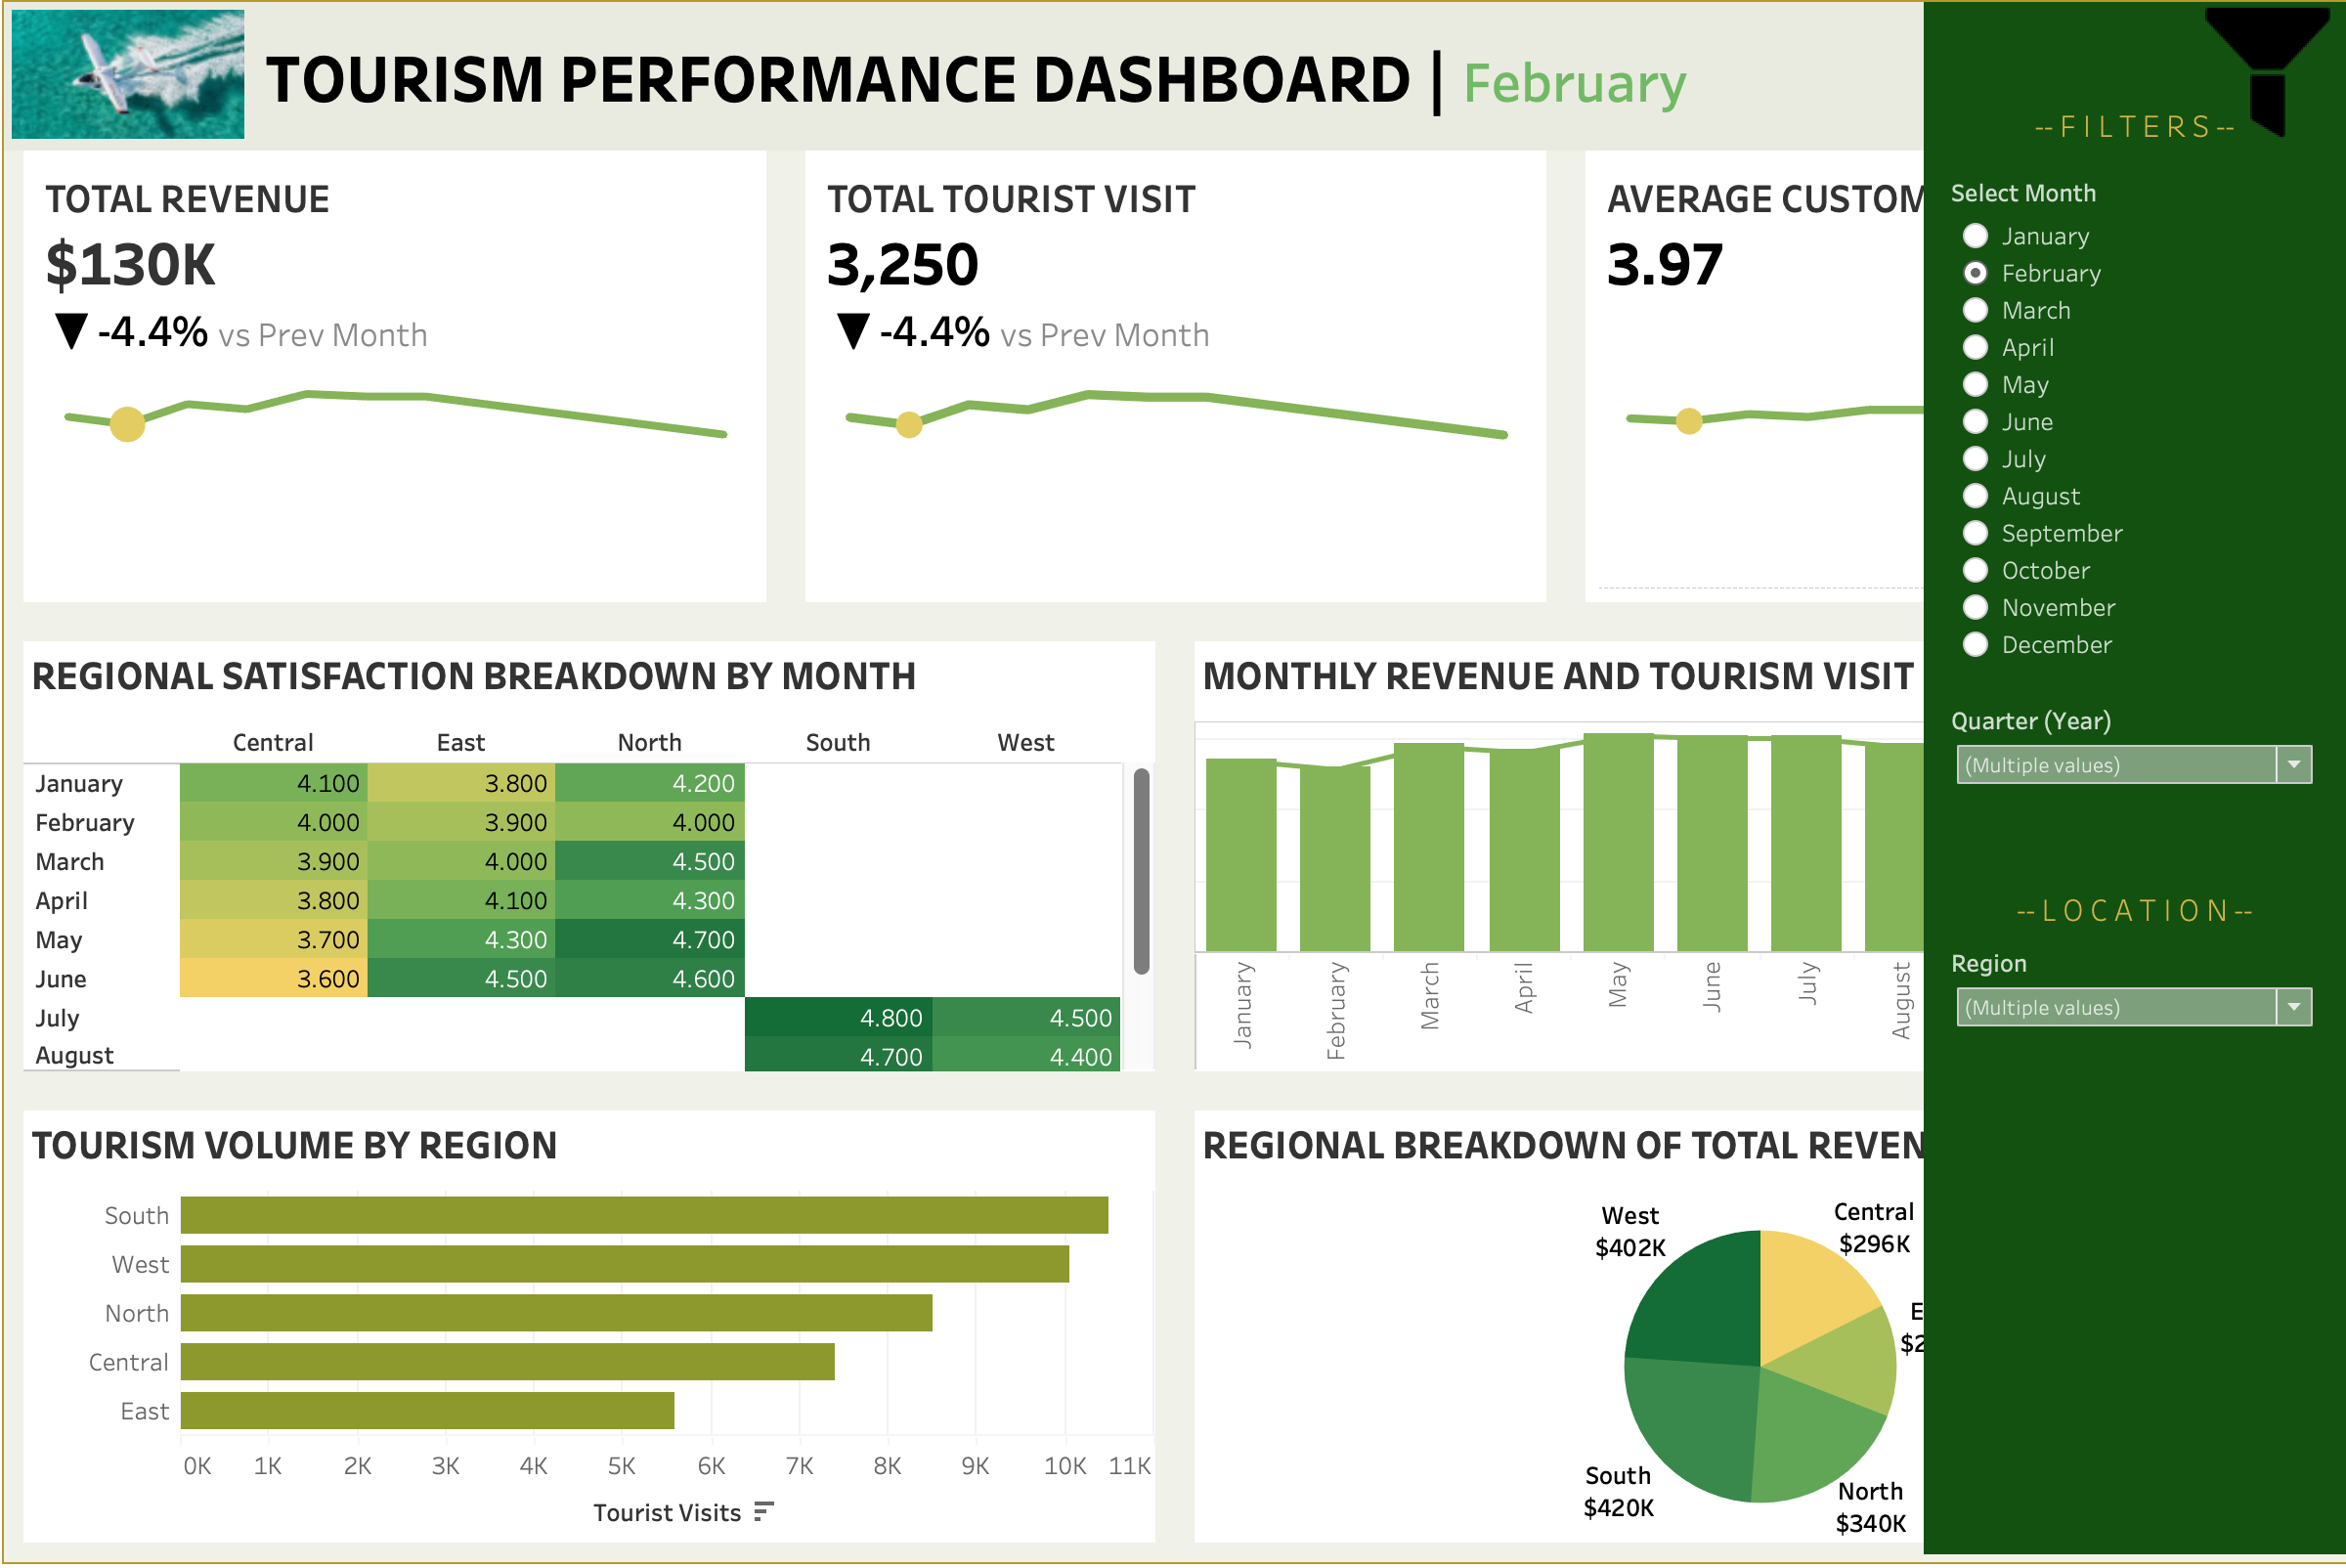 TOURISM PERFORMANCE DASHBOARD | February
TOTAL REVENUE
$130K
▼ -4.4% vs Prev Month
TOTAL TOURIST VISIT
3,250
▼ -4.4% vs Prev Month
AVERAGE
3.97
--FILTERS--
Select Month
January
February
March
April
May
June
July
August
September
October
November
December
Quarter (Year)
(Multiple values)
--LOCATION--
Region
(Multiple values)
REGIONAL SATISFACTION BREAKDOWN BY MONTH
Central East North South West
January 4.100 3.800 4.200
February 4.000 3.900 4.000
March 3.900 4.000 4.500
April 3.800 4.100 4.300
May 3.700 4.300 4.700
June 3.600 4.500 4.600
July 4.800 4.500
August 4.700 4.400
MONTHLY REVENUE AND TOURISM VISIT
January
February
March
April
May
June
July
August
TOURISM VOLUME BY REGION
South
West
North
Central
East
0K 1K 2K 3K 4K 5K 6K 7K 8K 9K 10K 11K
Tourist Visits
REGIONAL BREAKDOWN OF TOTAL
West
$402K
Central
$296K
South
$420K
North
$340K